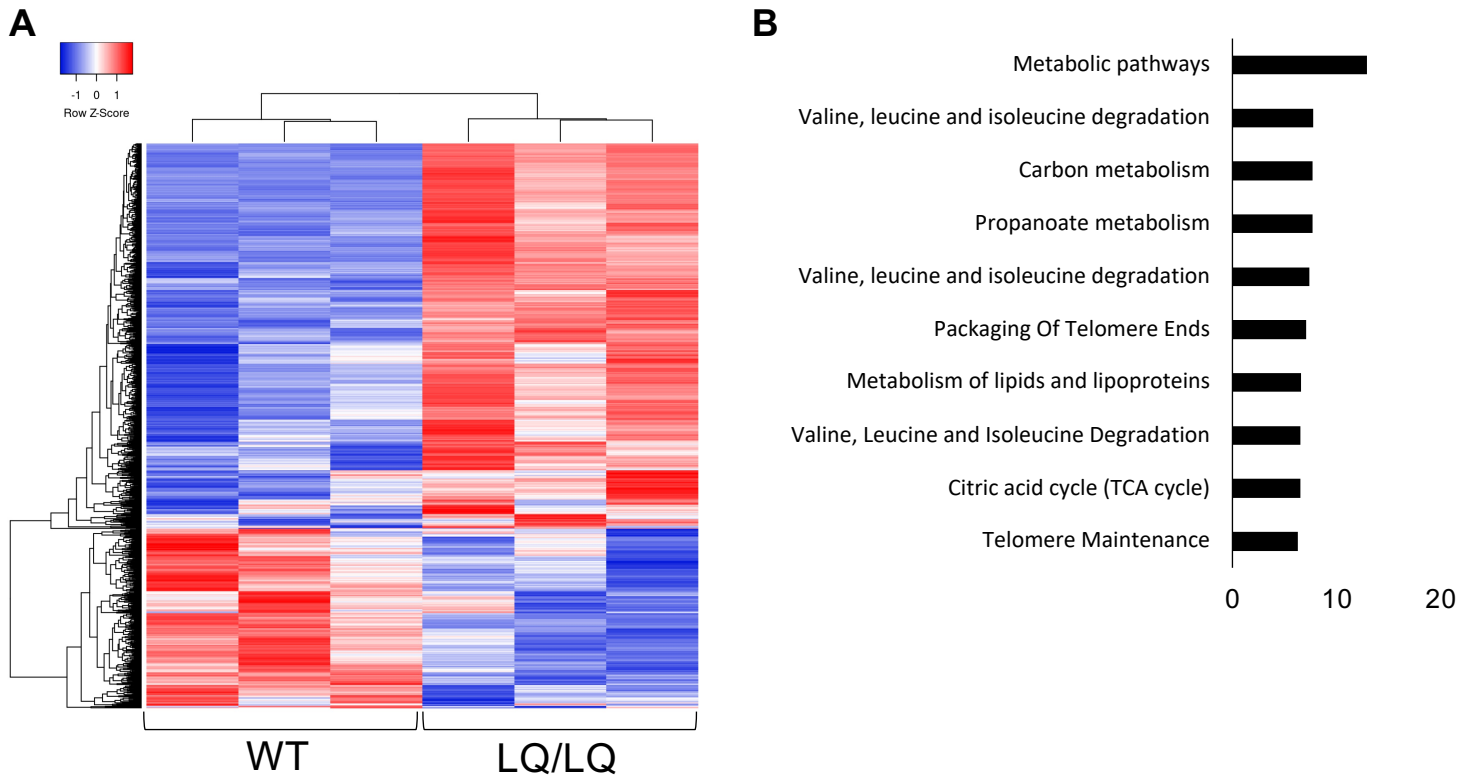 A
-1 0 1
Row Z-Score
WT
LQ/LQ
B
Metabolic pathways
Valine, leucine and isoleucine degradation
Carbon metabolism
Propanoate metabolism
Valine, leucine and isoleucine degradation
Packaging Of Telomere Ends
Metabolism of lipids and lipoproteins
Valine, Leucine and Isoleucine Degradation
Citric acid cycle (TCA cycle)
Telomere Maintenance
0 10 20